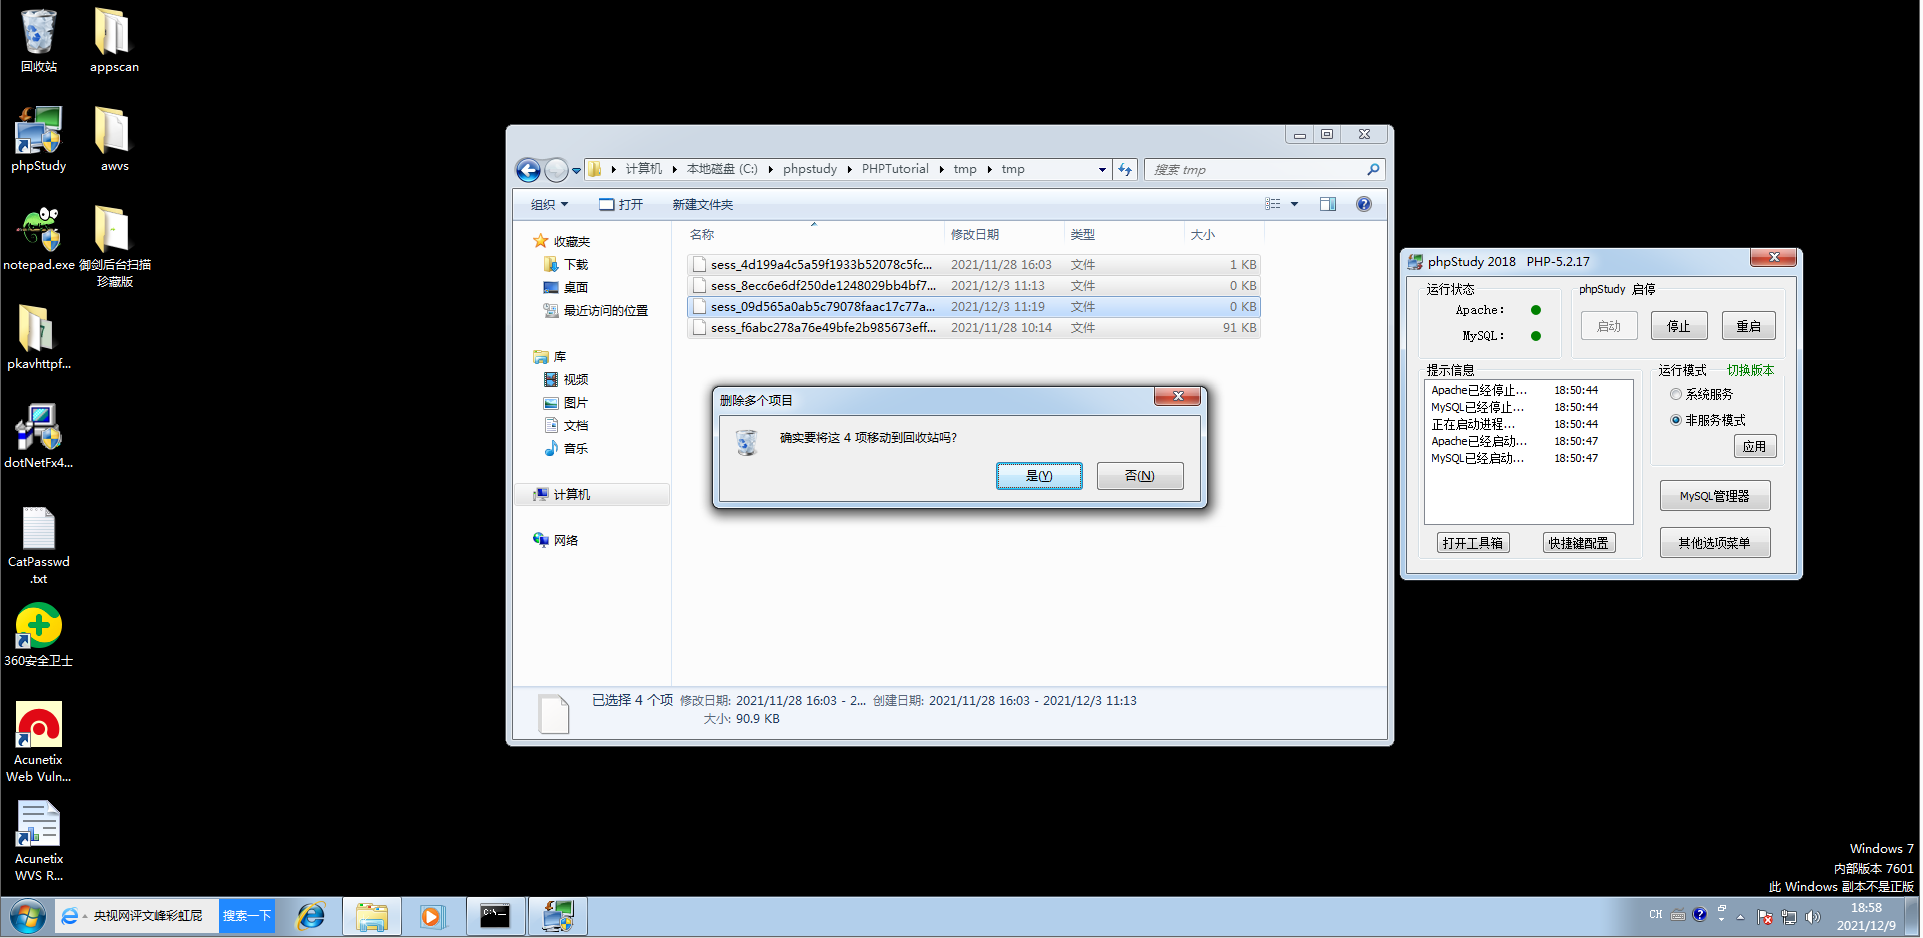 回收站
appscan
phpStudy
awvs
notepad.exe
御剑后台扫描
珍藏版
pkavhttpf...
dotNetFx4...
CatPasswd
.txt
360安全卫士
Acunetix
Web Vuln...
Acunetix
WVS R...
计算机
本地磁盘 (C:)
phpstudy
PHPTutorial
tmp
tmp
搜索 tmp
组织
打开
新建文件夹
收藏夹
下载
桌面
最近访问的位置
库
视频
图片
文档
音乐
计算机
网络
名称 修改日期 类型 大小
sess_4d199a4c5a59f1933b52078c5fc... 2021/11/28 16:03 文件 1 KB
sess_8ecc6e6df250de1248029bb4bf7... 2021/12/3 11:13 文件 0 KB
sess_09d565a0ab5c79078faac17c77a... 2021/12/3 11:19 文件 0 KB
sess_f6abc278a76e49bfe2b985673eff... 2021/11/28 10:14 文件 91 KB
删除多个项目
确实要将这 4 项移动到回收站吗?
是(Y)
否(N)
已选择 4 个项 修改日期: 2021/11/28 16:03 - 2... 创建日期: 2021/11/28 16:03 - 2021/12/3 11:13
大小: 90.9 KB
phpStudy 2018 PHP-5.2.17
运行状态
Apache:
MySQL:
phpStudy 启停
启动
停止
重启
提示信息
Apache已经停止... 18:50:44
MySQL已经停止... 18:50:44
正在启动进程... 18:50:44
Apache已经启动... 18:50:47
MySQL已经启动... 18:50:47
运行模式 切换版本
系统服务
非服务模式
应用
MySQL管理器
打开工具箱
快捷键配置
其他选项菜单
Windows 7
内部版本 7601
此 Windows 副本不是正版
央视网评文峰彩虹屁
搜索一下
C:\_
CH
18:58
2021/12/9